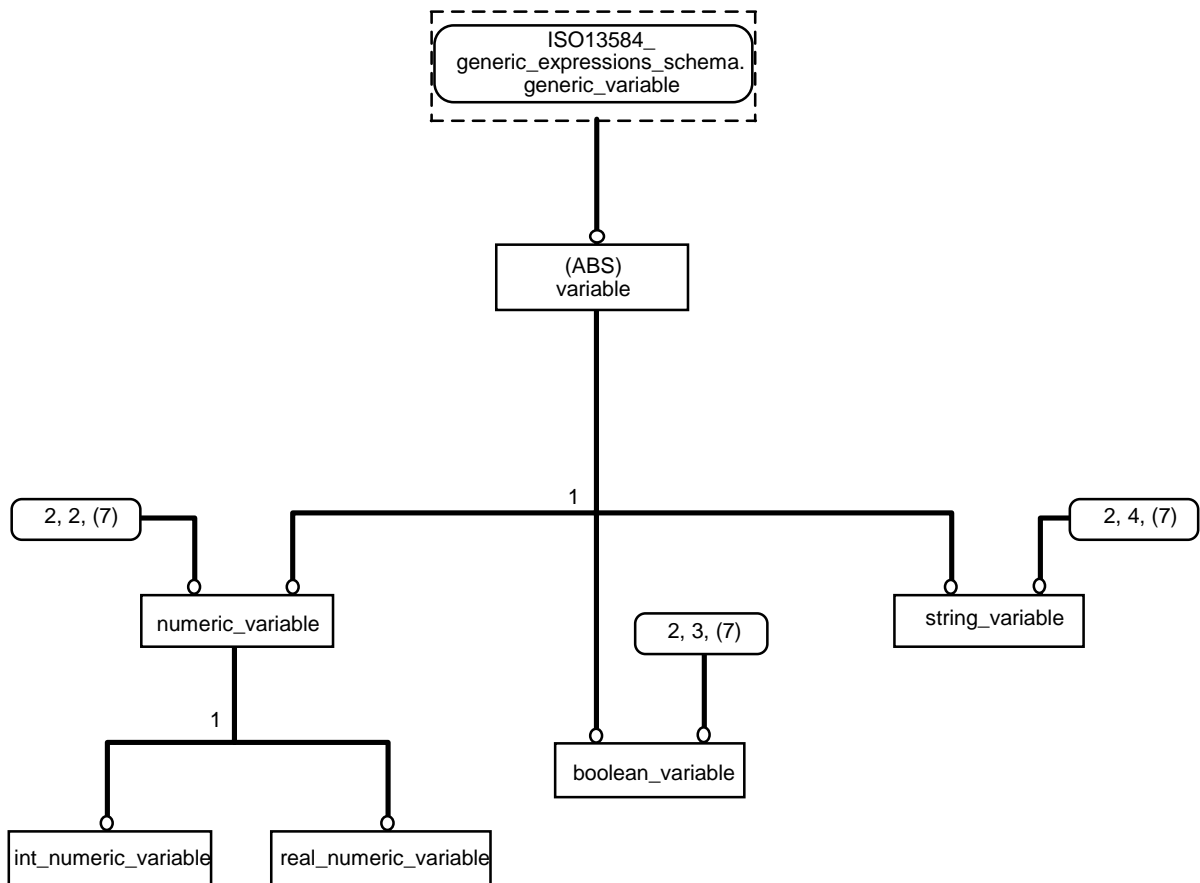 ISO13584_
generic_expressions_schema.
generic_variable
(ABS)
variable
1
2, 2, (7)
2, 4, (7)
numeric_variable
2, 3, (7)
string_variable
1
boolean_variable
int_numeric_variable
real_numeric_variable